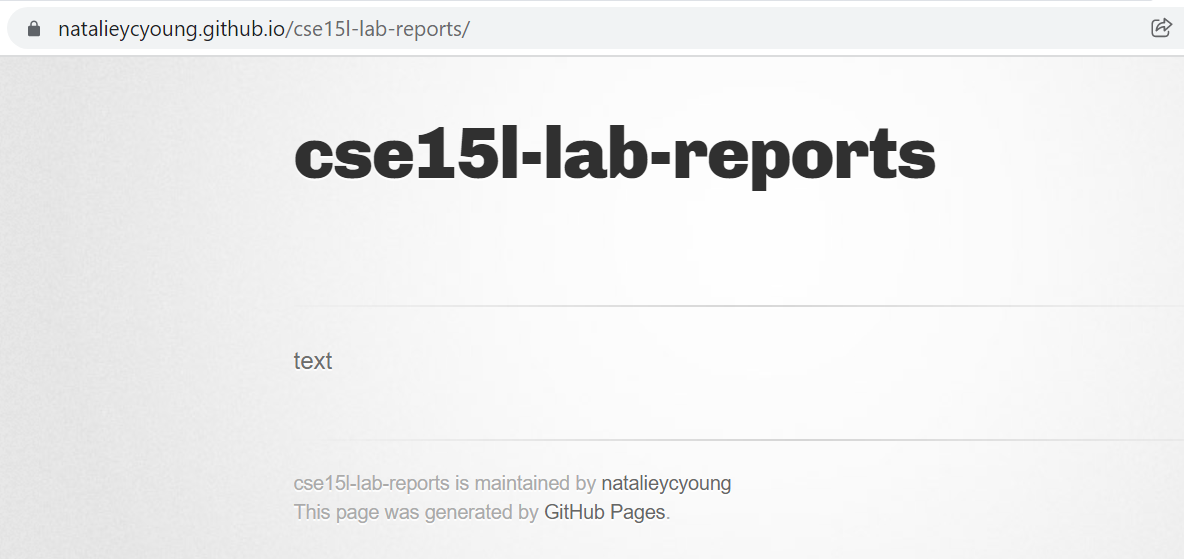 natalieycyoung.github.io/cse15l-lab-reports/
cse15l-lab-reports
text
cse15l-lab-reports is maintained by natalieycyoung
This page was generated by GitHub Pages.